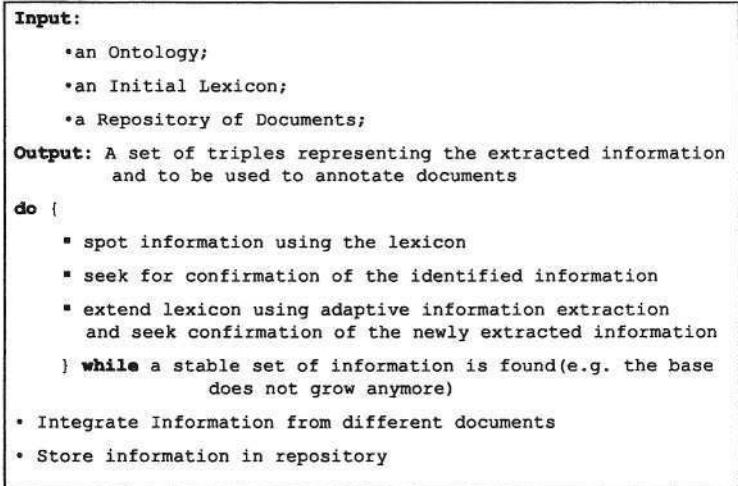 Input:
•an Ontology;
•an Initial Lexicon;
•a Repository of Documents;
Output: A set of triples representing the extracted information
and to be used to annotate documents
do {
▪ spot information using the lexicon
▪ seek for confirmation of the identified information
▪ extend lexicon using adaptive information extraction
and seek confirmation of the newly extracted information
} while a stable set of information is found(e.g. the base
does not grow anymore)
• Integrate Information from different documents
• Store information in repository